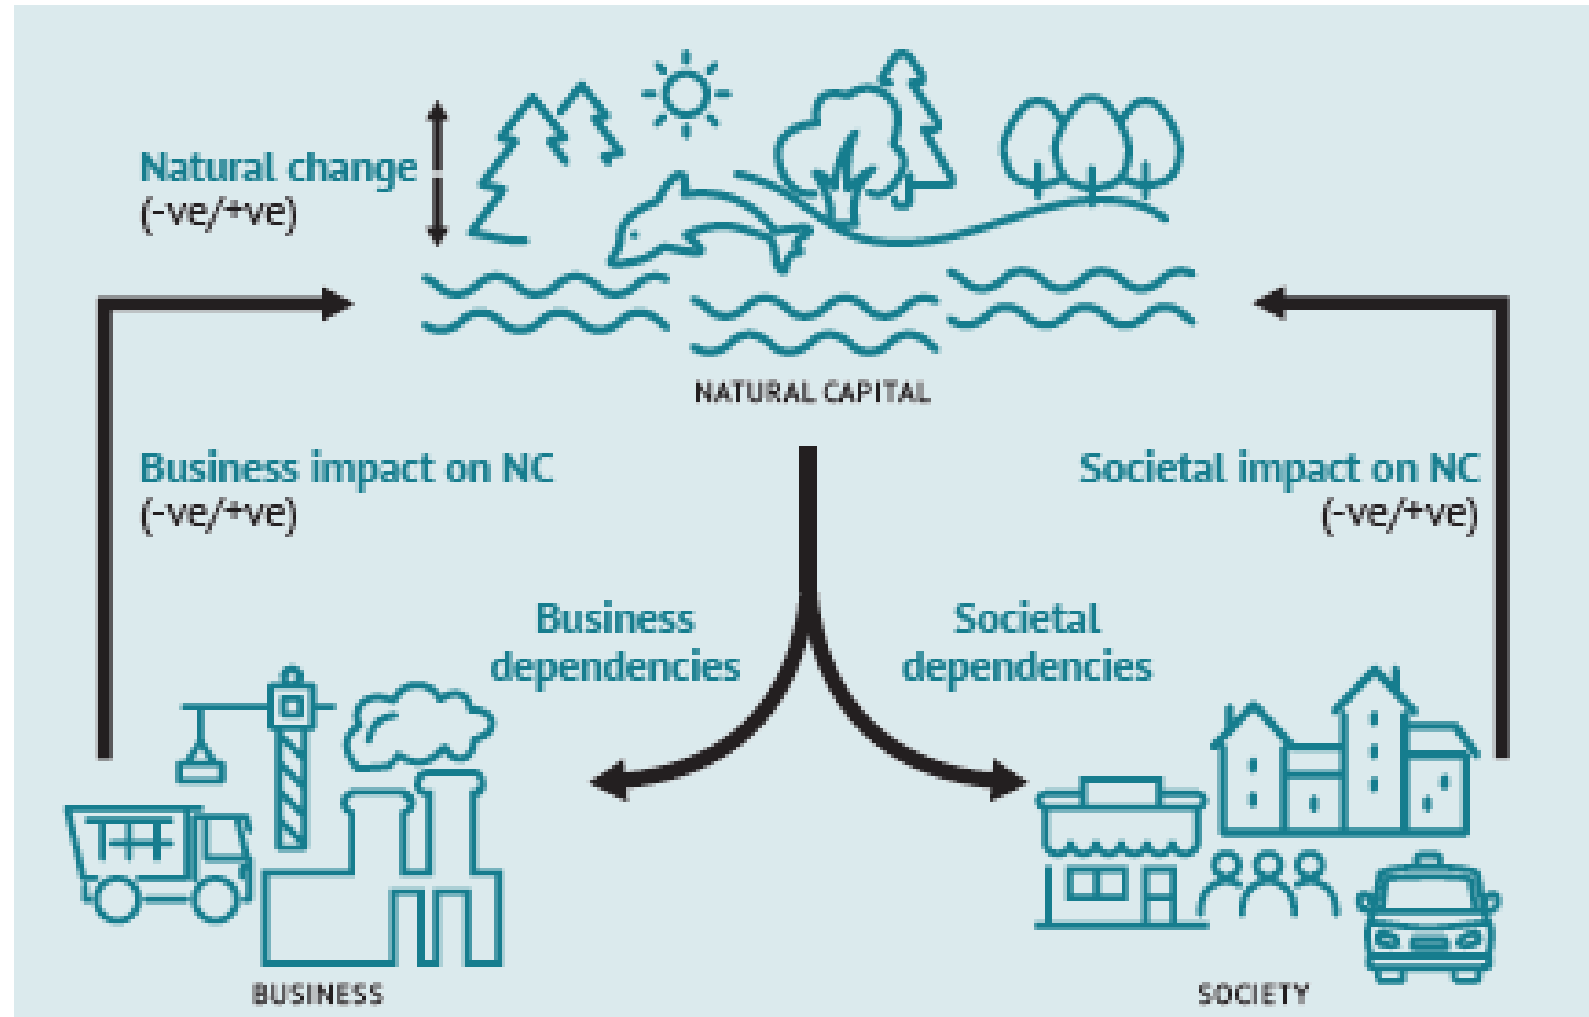 Natural change
(-ve/+ve)
NATURAL CAPITAL
Business impact on NC
(-ve/+ve)
Societal impact on NC
(-ve/+ve)
Business
dependencies
Societal
dependencies
BUSINESS
SOCIETY